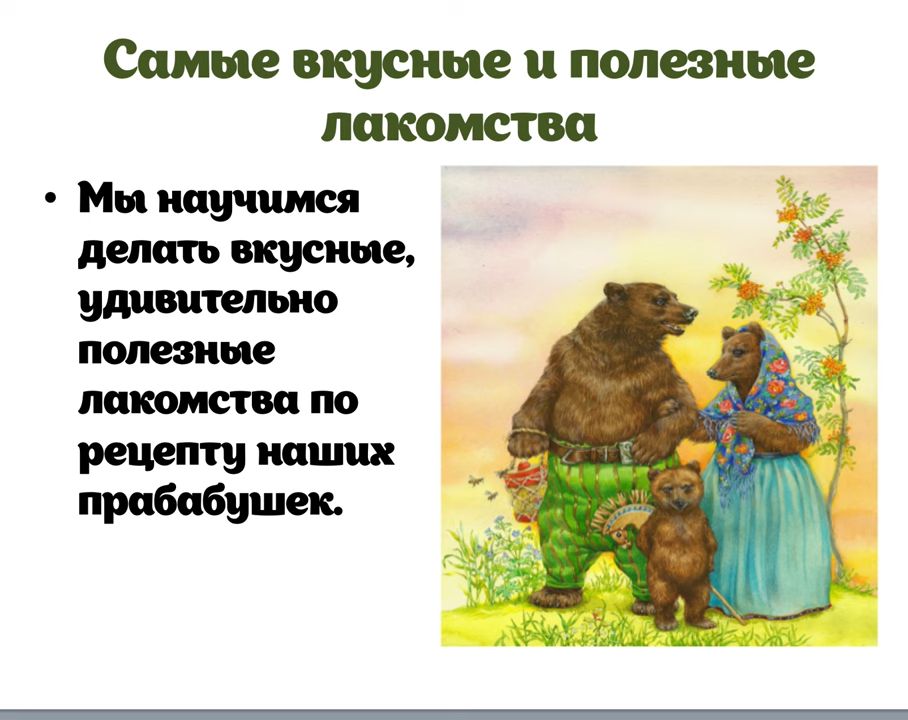 Самые вкусные и полезные
лакомства
• Мы научимся
делать вкусные,
удивительно
полезные
лакомства по
рецепту наших
прабабушек.